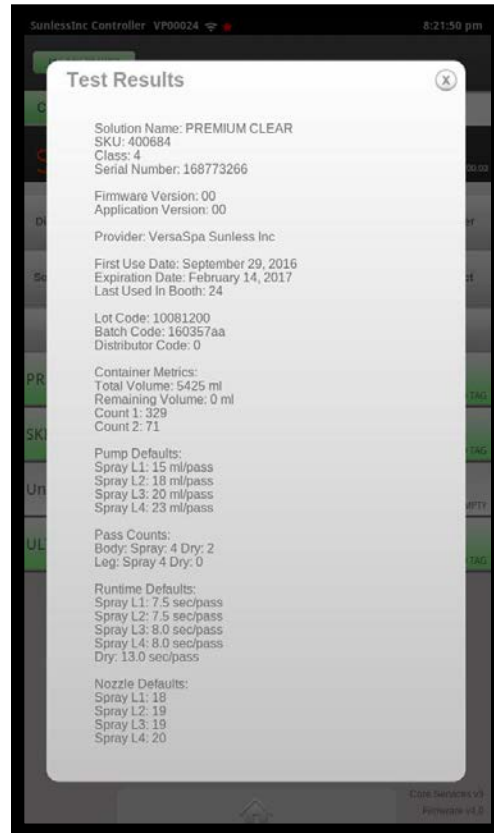 SunlessInc Controller VP00024
8:21:50 pm
Test Results
X
Solution Name: PREMIUM CLEAR
SKU: 400684
Class: 4
Serial Number: 168773266
Firmware Version: 00
Application Version: 00
Provider: VersaSpa Sunless Inc
First Use Date: September 29, 2016
Expiration Date: February 14, 2017
Last Used In Booth: 24
Lot Code: 10081200
Batch Code: 160357aa
Distributor Code: 0
Container Metrics:
Total Volume: 5425 ml
Remaining Volume: 0 ml
Count 1: 329
Count 2: 71
Pump Defaults:
Spray L1: 15 ml/pass
Spray L2: 18 ml/pass
Spray L3: 20 ml/pass
Spray L4: 23 ml/pass
Pass Counts:
Body: Spray: 4 Dry: 2
Leg: Spray 4 Dry: 0
Runtime Defaults:
Spray L1: 7.5 sec/pass
Spray L2: 7.5 sec/pass
Spray L3: 8.0 sec/pass
Spray L4: 8.0 sec/pass
Dry: 13.0 sec/pass
Nozzle Defaults:
Spray L1: 18
Spray L2: 19
Spray L3: 19
Spray L4: 20
TAG
TAG
TAG
Core Services v3
Firmware v4.0